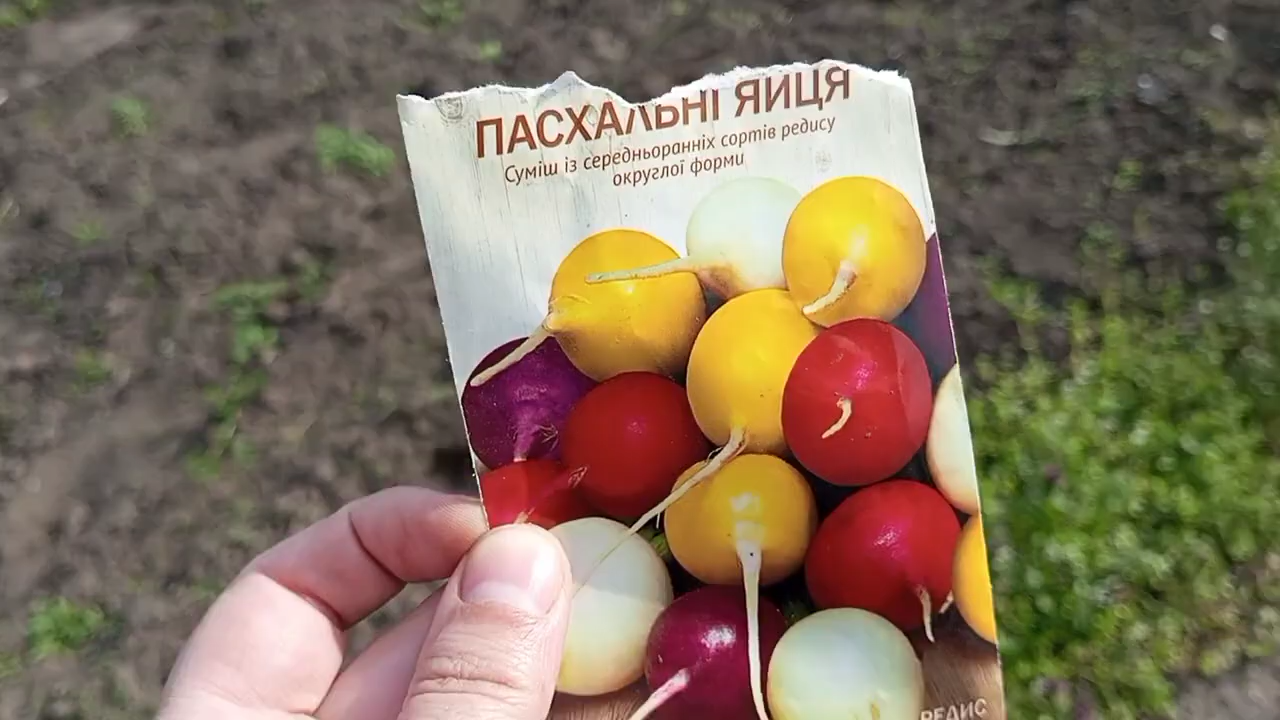 ПАСХАЛЬНІ ЯЙЦЯ
Суміш із середньоранніх сортів редису
округлої форми
РЕДИС